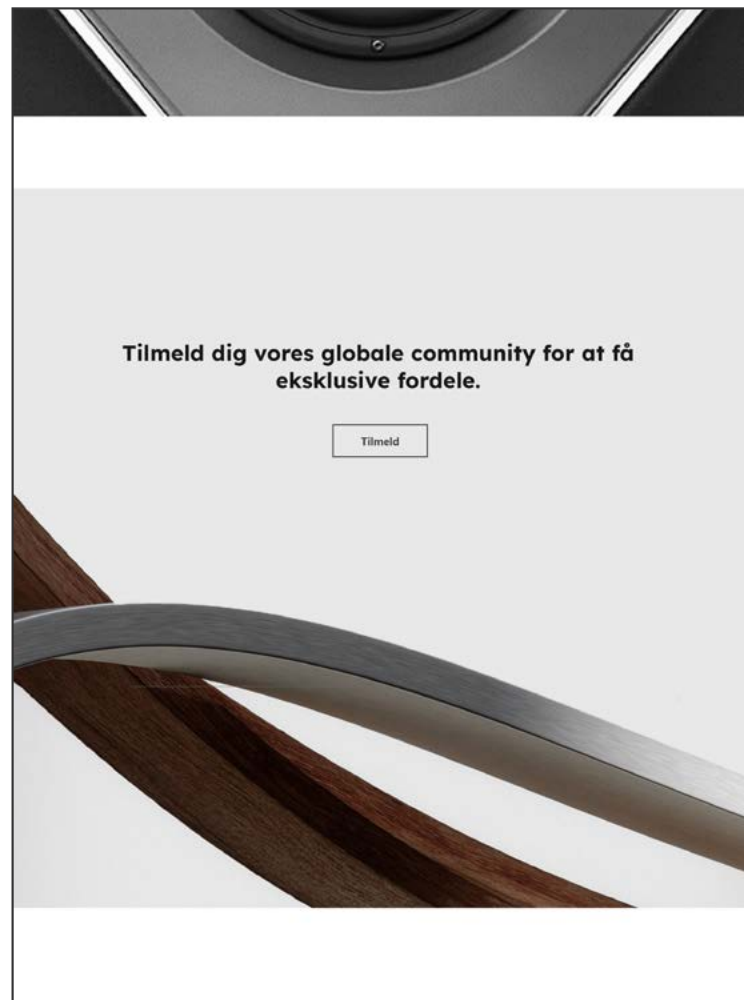 Tilmeld dig vores globale community for at få
eksklusive fordele.
Tilmeld